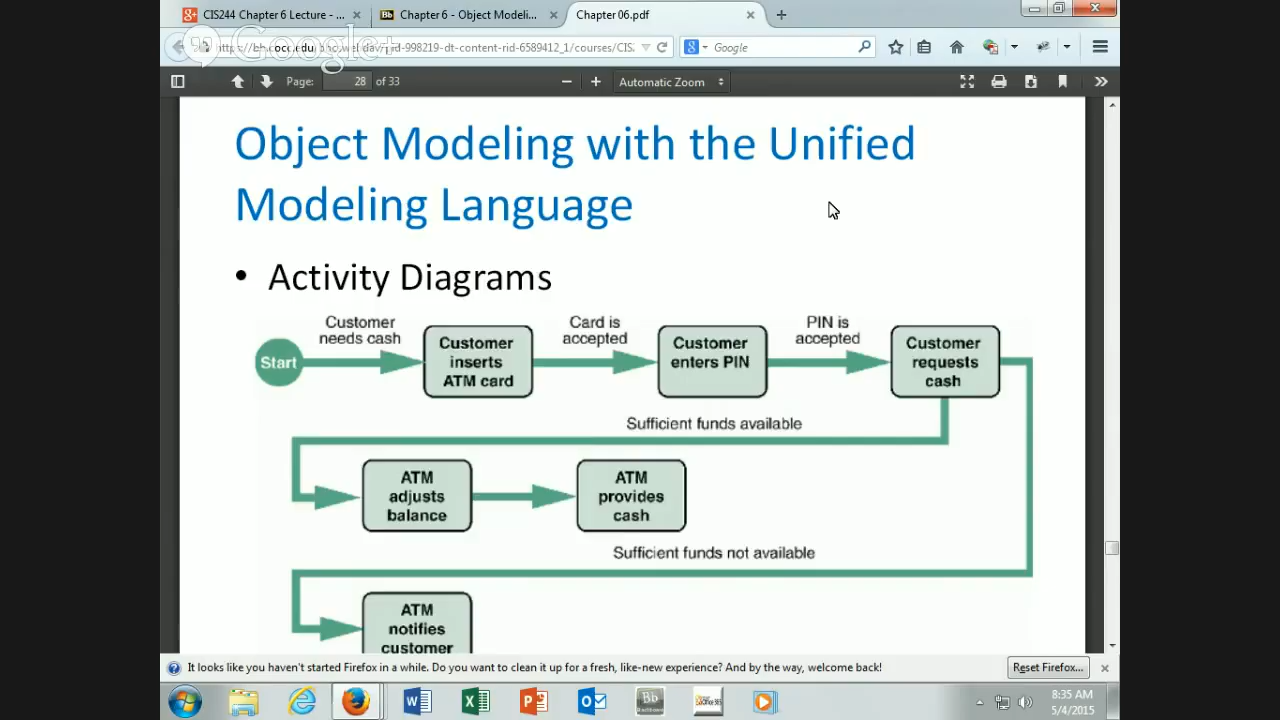 CIS244 Chapter 6 Lecture - ...
Chapter 6 - Object Modeli...
Chapter 06.pdf
Google+
Google
Page: 28 of 33
Automatic Zoom
Object Modeling with the Unified
Modeling Language
• Activity Diagrams
Start
Customer
needs cash
Customer
inserts
ATM card
Card is
accepted
Customer
enters PIN
PIN is
accepted
Customer
requests
cash
Sufficient funds available
ATM
adjusts
balance
ATM
provides
cash
Sufficient funds not available
ATM
notifies
customer
It looks like you haven't started Firefox in a while. Do you want to clean it up for a fresh, like-new experience? And by the way, welcome back!
Reset Firefox...
8:35 AM
5/4/2015